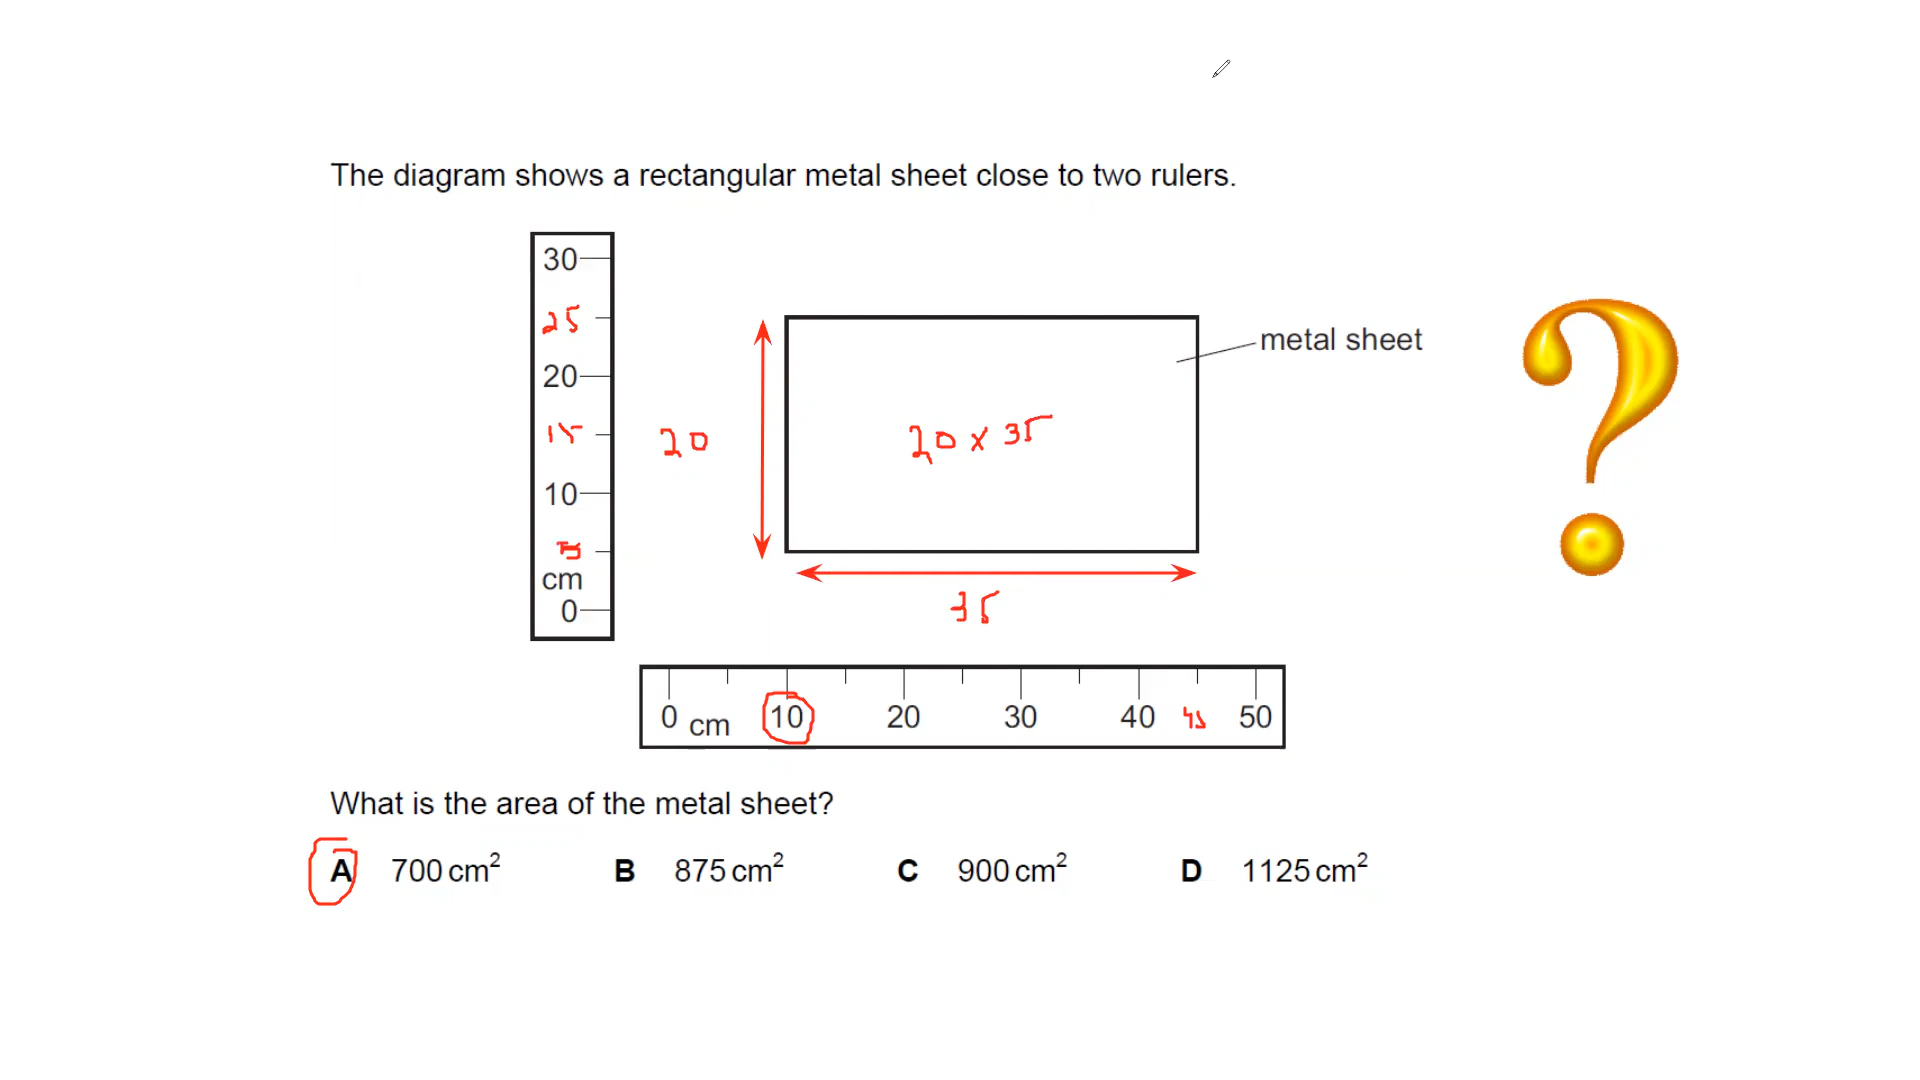 The diagram shows a rectangular metal sheet close to two rulers.
30
25
20
15
10
5
cm
0
metal sheet
20
20 x 35
35
0 cm 10 20 30 40 45 50
What is the area of the metal sheet?
A 700 cm² B 875 cm² C 900 cm² D 1125 cm²